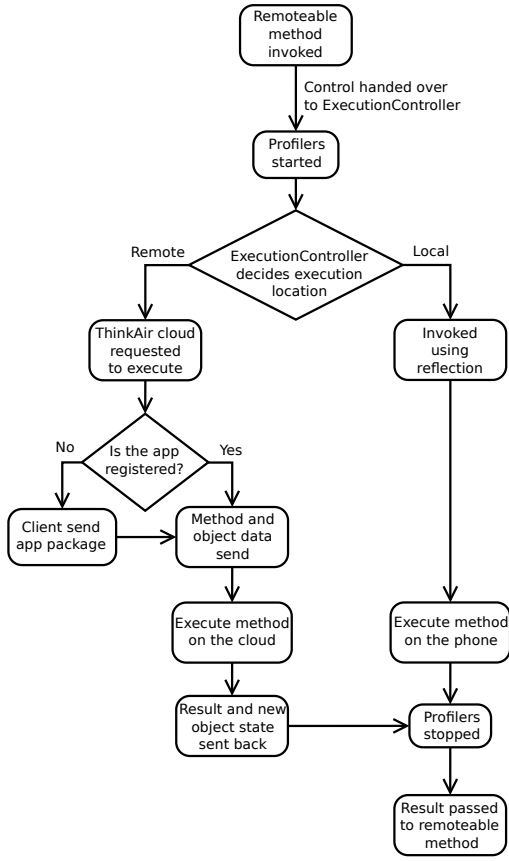 Remoteable
method
invoked
Control handed over
to ExecutionController
Profilers
started
ExecutionController
decides execution
location
Remote
Local
ThinkAir cloud
requested
to execute
Invoked
using
reflection
Is the app
registered?
No
Yes
Client send
app package
Method and
object data
send
Execute method
on the cloud
Execute method
on the phone
Result and new
object state
sent back
Profilers
stopped
Result passed
to remoteable
method